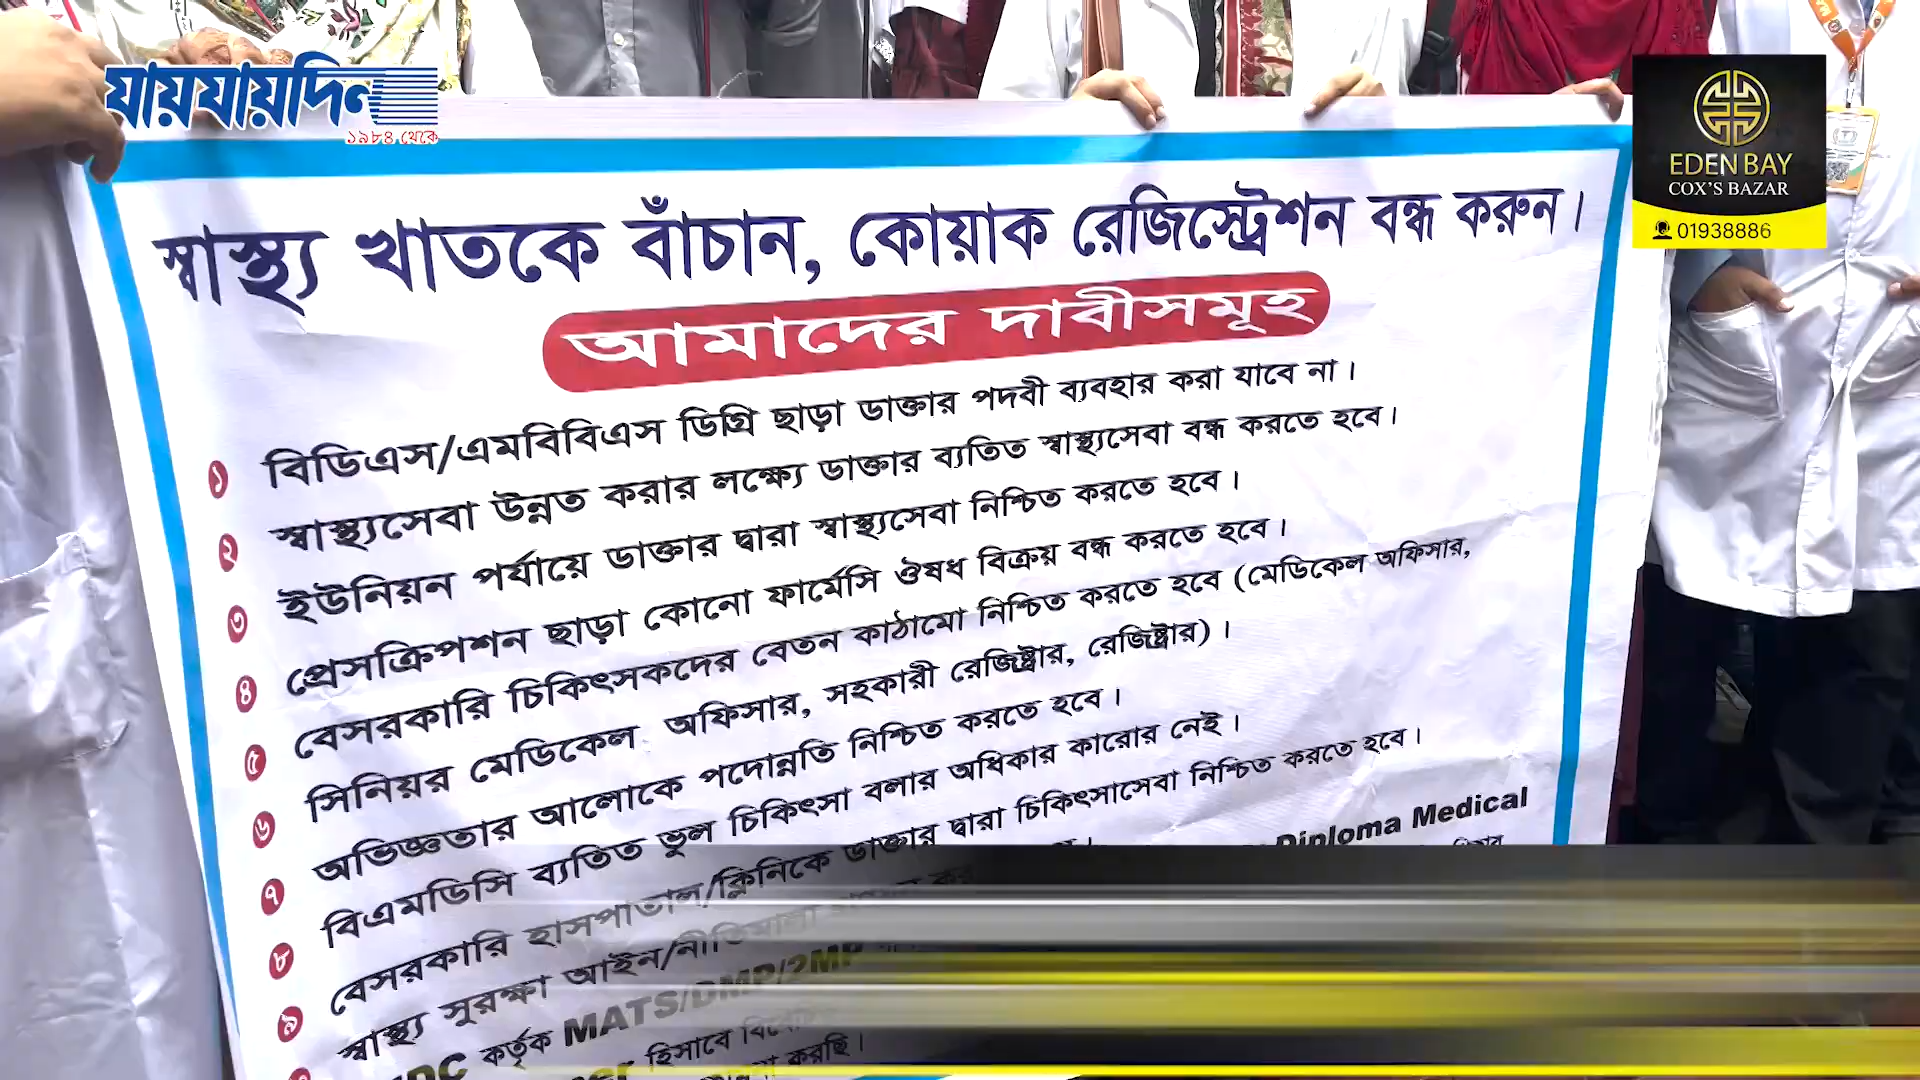 যায়যায়দিন
১৯৮৪ থেকে
EDEN BAY
COX'S BAZAR
01938886
স্বাস্থ্য খাতকে বাঁচান, কোয়াক রেজিস্ট্রেশন বন্ধ করুন।
আমাদের দাবীসমূহ
১ বিডিএস/এমবিবিএস ডিগ্রি ছাড়া ডাক্তার পদবী ব্যবহার করা যাবে না।
২ স্বাস্থ্যসেবা উন্নত করার লক্ষ্যে ডাক্তার ব্যতিত স্বাস্থ্যসেবা বন্ধ করতে হবে।
৩ ইউনিয়ন পর্যায়ে ডাক্তার দ্বারা স্বাস্থ্যসেবা নিশ্চিত করতে হবে।
৪ প্রেসক্রিপশন ছাড়া কোনো ফার্মেসি ঔষধ বিক্রয় বন্ধ করতে হবে।
৫ বেসরকারি চিকিৎসকদের বেতন কাঠামো নিশ্চিত করতে হবে (মেডিকেল অফিসার,
সিনিয়র মেডিকেল অফিসার, সহকারী রেজিষ্ট্রার, রেজিষ্ট্রার)।
৬ অভিজ্ঞতার আলোকে পদোন্নতি নিশ্চিত করতে হবে।
৭ বিএমডিসি ব্যতিত ভুল চিকিৎসা বলার অধিকার কারোর নেই।
৮ বেসরকারি হাসপাতাল/ক্লিনিকে ডাক্তার দ্বারা চিকিৎসাসেবা নিশ্চিত করতে হবে।
৯ স্বাস্থ্য সুরক্ষা আইন/নীতিমালা
কর্তৃক MATS/DMP/2MP Diploma Medical
হিসাবে
করছি।